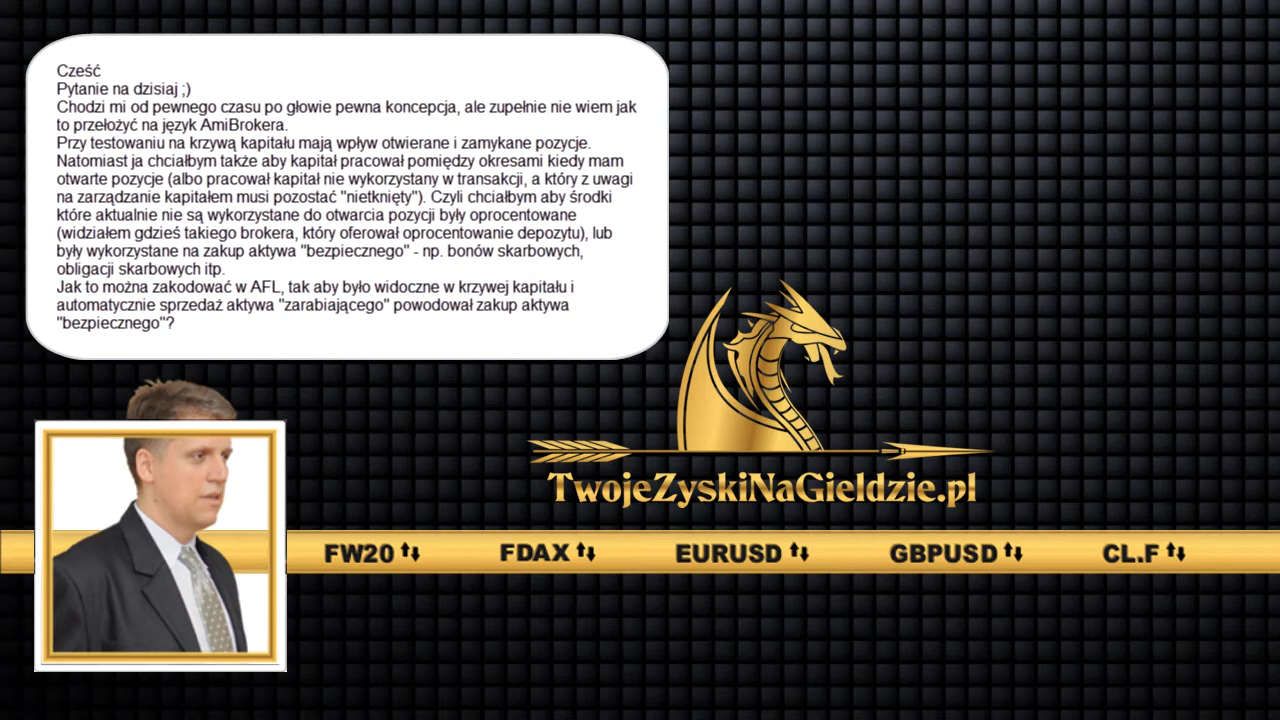 Cześć
Pytanie na dzisiaj ;)
Chodzi mi od pewnego czasu po głowie pewna koncepcja, ale zupełnie nie wiem jak
to przełożyć na język AmiBrokera.
Przy testowaniu na krzywą kapitału mają wpływ otwierane i zamykane pozycje.
Natomiast ja chciałbym także aby kapitał pracował pomiędzy okresami kiedy mam
otwarte pozycje (albo pracował kapitał nie wykorzystany w transakcji, a który z uwagi
na zarządzanie kapitałem musi pozostać "nietknięty"). Czyli chciałbym aby środki
które aktualnie nie są wykorzystane do otwarcia pozycji były oprocentowane
(widziałem gdzieś takiego brokera, który oferował oprocentowanie depozytu), lub
były wykorzystane na zakup aktywa "bezpiecznego" - np. bonów skarbowych,
obligacji skarbowych itp.
Jak to można zakodować w AFL, tak aby było widoczne w krzywej kapitału i
automatycznie sprzedaż aktywa "zarabiającego" powodował zakup aktywa
"bezpiecznego"?
TwojeZyskiNaGieldzie.pl
FW20 FDAX EURUSD GBPUSD CL.F